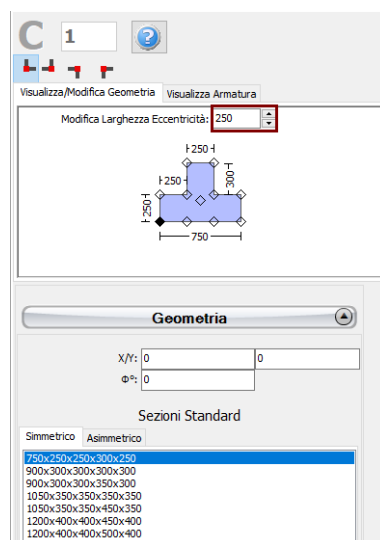 C 1
Visualizza/Modifica Geometria Visualizza Armatura
Modifica Larghezza Eccentricità: 250
250
250 300
250
750
Geometria
X/Y: 0 0
Φº: 0
Sezioni Standard
Simmetrico Asimmetrico
750x250x250x300x250
900x300x300x300x300
900x300x300x350x300
1050x350x350x350x350
1050x350x350x450x350
1200x400x400x450x400
1200x400x400x500x400